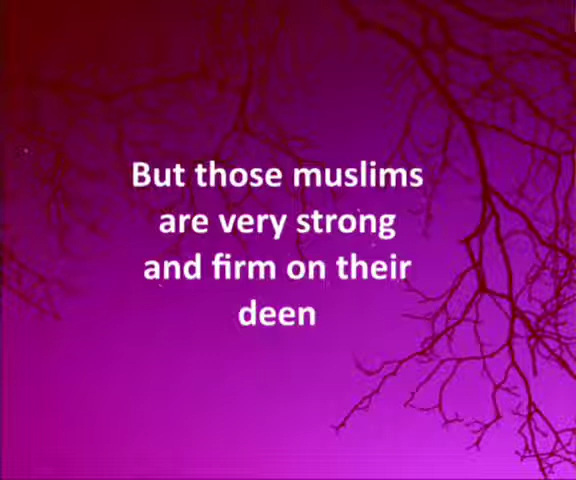 But those muslims
are very strong
and firm on their
deen